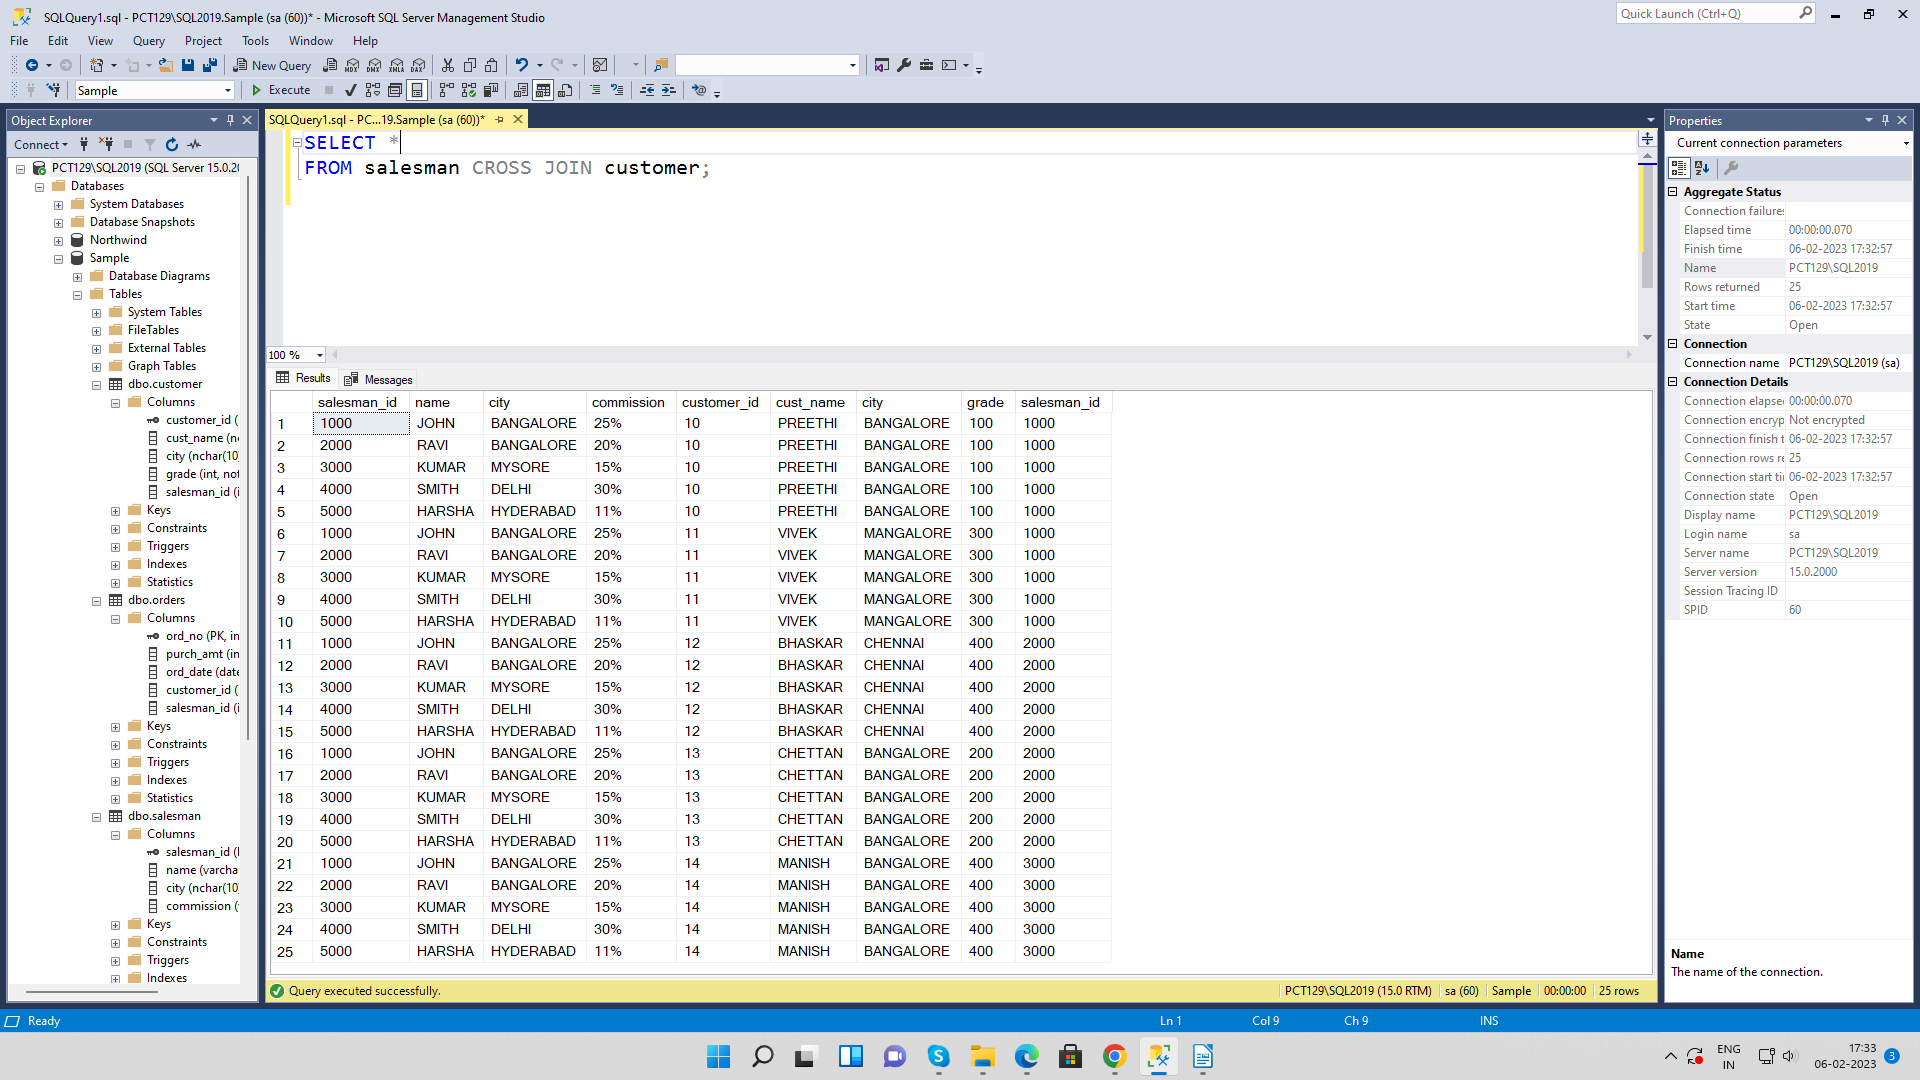 SQLQuery1.sql - PCT129\SQL2019.Sample (sa (60))* - Microsoft SQL Server Management Studio
Quick Launch (Ctrl+Q)
File Edit View Query Project Tools Window Help
New Query
Sample Execute
Object Explorer
Connect
PCT129\SQL2019 (SQL Server 15.0.20
Databases
System Databases
Database Snapshots
Northwind
Sample
Database Diagrams
Tables
System Tables
FileTables
External Tables
Graph Tables
dbo.customer
Columns
customer_id (
cust_name (n
city (nchar(10)
grade (int, not
salesman_id (i
Keys
Constraints
Triggers
Indexes
Statistics
dbo.orders
Columns
ord_no (PK, in
purch_amt (in
ord_date (date
customer_id (
salesman_id (i
Keys
Constraints
Triggers
Indexes
Statistics
dbo.salesman
Columns
salesman_id (
name (varcha
city (nchar(10)
commission (
Keys
Constraints
Triggers
Indexes
SQLQuery1.sql - PC...19.Sample (sa (60))*
SELECT *
FROM salesman CROSS JOIN customer;
100 %
Results Messages
salesman_id name city commission customer_id cust_name city grade salesman_id
1 1000 JOHN BANGALORE 25% 10 PREETHI BANGALORE 100 1000
2 2000 RAVI BANGALORE 20% 10 PREETHI BANGALORE 100 1000
3 3000 KUMAR MYSORE 15% 10 PREETHI BANGALORE 100 1000
4 4000 SMITH DELHI 30% 10 PREETHI BANGALORE 100 1000
5 5000 HARSHA HYDERABAD 11% 10 PREETHI BANGALORE 100 1000
6 1000 JOHN BANGALORE 25% 11 VIVEK MANGALORE 300 1000
7 2000 RAVI BANGALORE 20% 11 VIVEK MANGALORE 300 1000
8 3000 KUMAR MYSORE 15% 11 VIVEK MANGALORE 300 1000
9 4000 SMITH DELHI 30% 11 VIVEK MANGALORE 300 1000
10 5000 HARSHA HYDERABAD 11% 11 VIVEK MANGALORE 300 1000
11 1000 JOHN BANGALORE 25% 12 BHASKAR CHENNAI 400 2000
12 2000 RAVI BANGALORE 20% 12 BHASKAR CHENNAI 400 2000
13 3000 KUMAR MYSORE 15% 12 BHASKAR CHENNAI 400 2000
14 4000 SMITH DELHI 30% 12 BHASKAR CHENNAI 400 2000
15 5000 HARSHA HYDERABAD 11% 12 BHASKAR CHENNAI 400 2000
16 1000 JOHN BANGALORE 25% 13 CHETTAN BANGALORE 200 2000
17 2000 RAVI BANGALORE 20% 13 CHETTAN BANGALORE 200 2000
18 3000 KUMAR MYSORE 15% 13 CHETTAN BANGALORE 200 2000
19 4000 SMITH DELHI 30% 13 CHETTAN BANGALORE 200 2000
20 5000 HARSHA HYDERABAD 11% 13 CHETTAN BANGALORE 200 2000
21 1000 JOHN BANGALORE 25% 14 MANISH BANGALORE 400 3000
22 2000 RAVI BANGALORE 20% 14 MANISH BANGALORE 400 3000
23 3000 KUMAR MYSORE 15% 14 MANISH BANGALORE 400 3000
24 4000 SMITH DELHI 30% 14 MANISH BANGALORE 400 3000
25 5000 HARSHA HYDERABAD 11% 14 MANISH BANGALORE 400 3000
Query executed successfully. PCT129\SQL2019 (15.0 RTM) sa (60) Sample 00:00:00 25 rows
Properties
Current connection parameters
Aggregate Status
Connection failures
Elapsed time 00:00:00.070
Finish time 06-02-2023 17:32:57
Name PCT129\SQL2019
Rows returned 25
Start time 06-02-2023 17:32:57
State Open
Connection
Connection name PCT129\SQL2019 (sa)
Connection Details
Connection elapse 00:00:00.070
Connection encryp Not encrypted
Connection finish t 06-02-2023 17:32:57
Connection rows re 25
Connection start ti 06-02-2023 17:32:57
Connection state Open
Display name PCT129\SQL2019
Login name sa
Server name PCT129\SQL2019
Server version 15.0.2000
Session Tracing ID
SPID 60
Name
The name of the connection.
Ready Ln 1 Col 9 Ch 9 INS
ENG
IN
17:33
06-02-2023
3